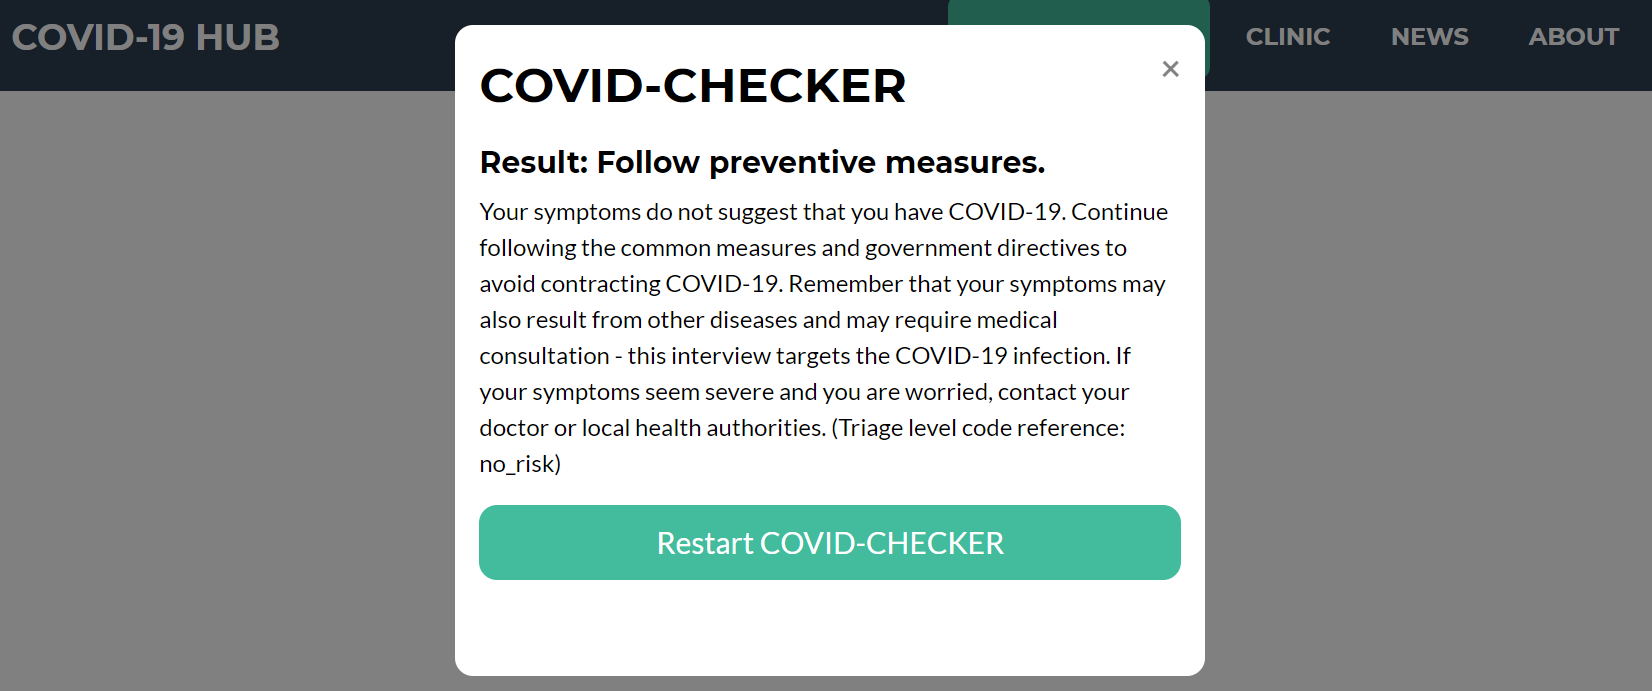 COVID-19 HUB
CLINIC
NEWS
ABOUT
COVID-CHECKER
×
Result: Follow preventive measures.
Your symptoms do not suggest that you have COVID-19. Continue
following the common measures and government directives to
avoid contracting COVID-19. Remember that your symptoms may
also result from other diseases and may require medical
consultation - this interview targets the COVID-19 infection. If
your symptoms seem severe and you are worried, contact your
doctor or local health authorities. (Triage level code reference:
no_risk)
Restart COVID-CHECKER